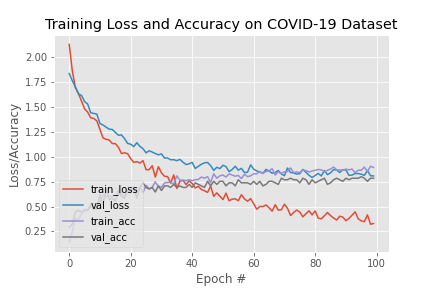 Training Loss and Accuracy on COVID-19 Dataset
Loss/Accuracy
2.00
1.75
1.50
1.25
1.00
0.75
0.50
0.25
train_loss
val_loss
train_acc
val_acc
0 20 40 60 80 100
Epoch #